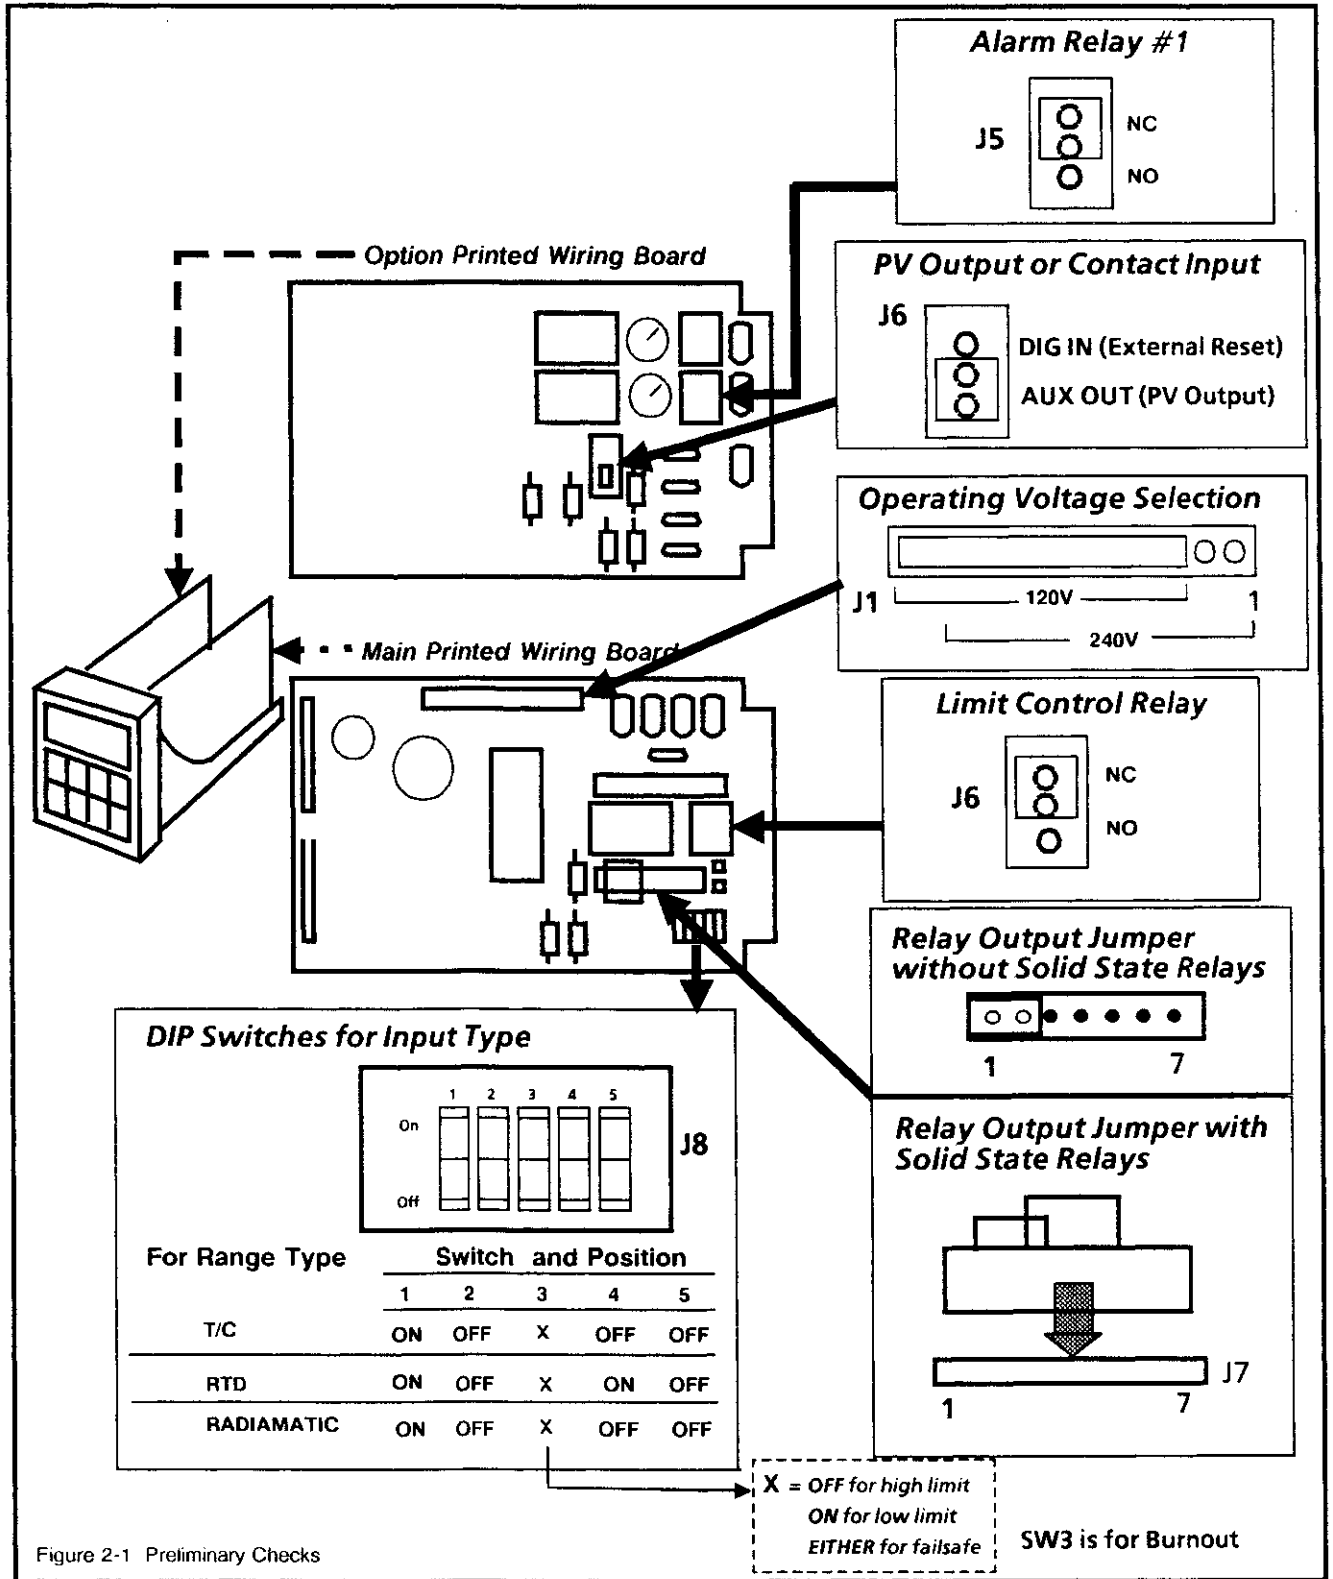 Alarm Relay #1
J5
NC
NO
Option Printed Wiring Board
PV Output or Contact Input
J6
DIG IN (External Reset)
AUX OUT (PV Output)
Operating Voltage Selection
J1
120V
1
240V
Main Printed Wiring Board
Limit Control Relay
J6
NC
NO
Relay Output Jumper
without Solid State Relays
1 7
DIP Switches for Input Type
1 2 3 4 5
On
Off
J8
Relay Output Jumper with
Solid State Relays
J7
1 7
For Range Type Switch and Position
1 2 3 4 5
T/C ON OFF X OFF OFF
RTD ON OFF X ON OFF
RADIAMATIC ON OFF X OFF OFF
X = OFF for high limit
ON for low limit
EITHER for failsafe
SW3 is for Burnout
Figure 2-1 Preliminary Checks